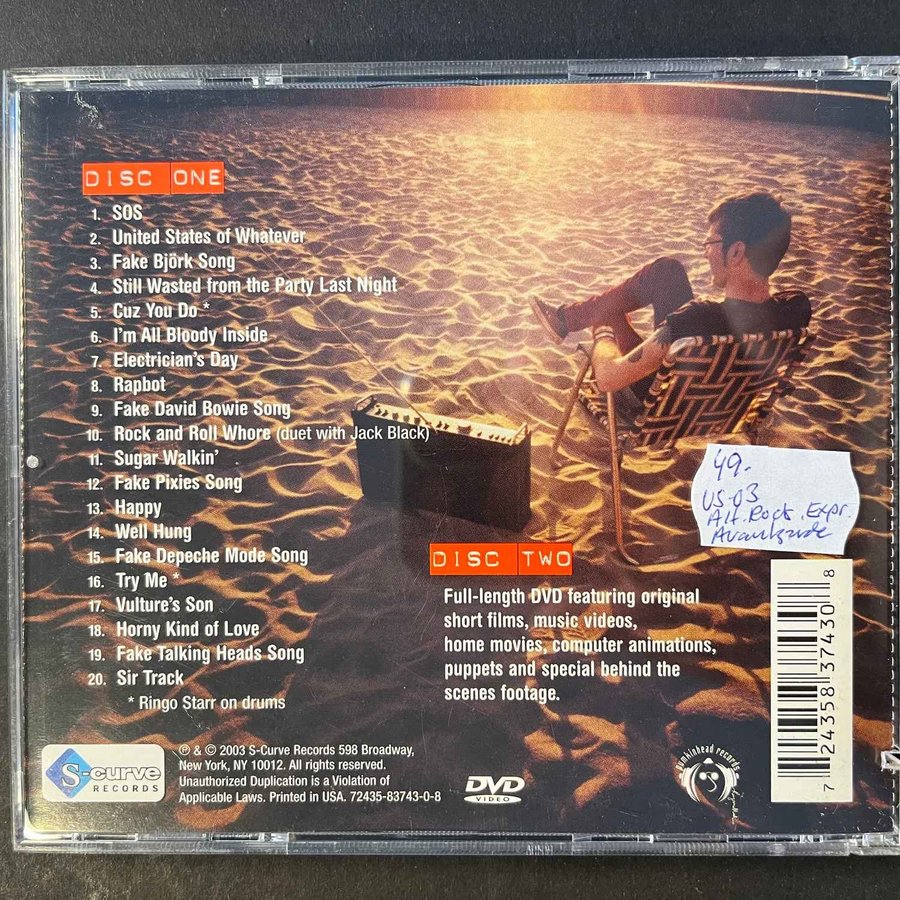 DISC ONE
1. SOS
2. United States of Whatever
3. Fake Björk Song
4. Still Wasted from the Party Last Night
5. Cuz You Do *
6. I'm All Bloody Inside
7. Electrician's Day
8. Rapbot
9. Fake David Bowie Song
10. Rock and Roll Whore (duet with Jack Black)
11. Sugar Walkin'
12. Fake Pixies Song
13. Happy
14. Well Hung
15. Fake Depeche Mode Song
16. Try Me *
17. Vulture's Son
18. Horny Kind of Love
19. Fake Talking Heads Song
20. Sir Track
* Ringo Starr on drums
49.-
US-03
Alt. Rock. Expr.
Avantgarde
DISC TWO
Full-length DVD featuring original
short films, music videos,
home movies, computer animations,
puppets and special behind the
scenes footage.
S-curve
RECORDS
℗ & © 2003 S-Curve Records 598 Broadway,
New York, NY 10012. All rights reserved.
Unauthorized Duplication is a Violation of
Applicable Laws. Printed in USA. 72435-83743-0-8
DVD
VIDEO
records
7 24358 37430 8